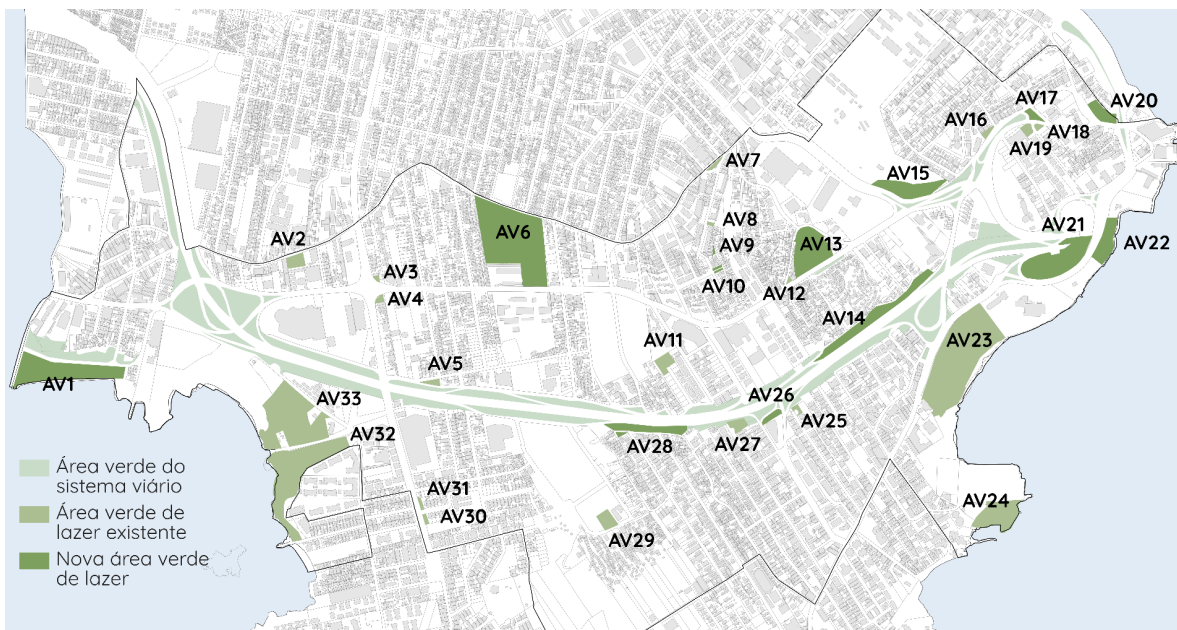 AV17
AV20
AV16
AV18
AV19
AV7
AV15
AV8
AV21
AV2
AV6
AV9
AV13
AV22
AV3
AV10
AV12
AV4
AV14
AV23
AV11
AV5
AV1
AV26
AV33
AV25
AV32
AV28
AV27
Área verde do
sistema viário
AV31
AV24
Área verde de
lazer existente
AV30
AV29
Nova área verde
de lazer